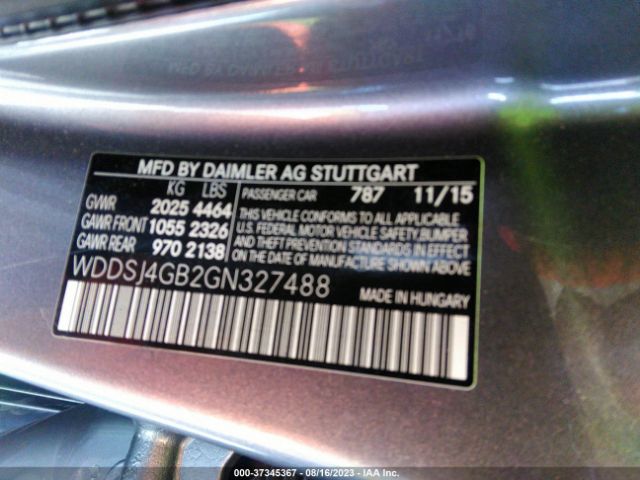 MFD BY DAIMLER AG STUTTGART
KG LBS
GVWR 2025 4464
GAWR FRONT 1055 2326
GAWR REAR 970 2138
PASSENGER CAR 787 11/15
THIS VEHICLE CONFORMS TO ALL APPLICABLE
U.S. FEDERAL MOTOR VEHICLE SAFETY, BUMPER
AND THEFT PREVENTION STANDARDS IN EFFECT
ON THE DATE OF MANUFACTURE SHOWN ABOVE
WDDSJ4GB2GN327488
MADE IN HUNGARY
000-37345367 - 08/16/2023 - IAA Inc.